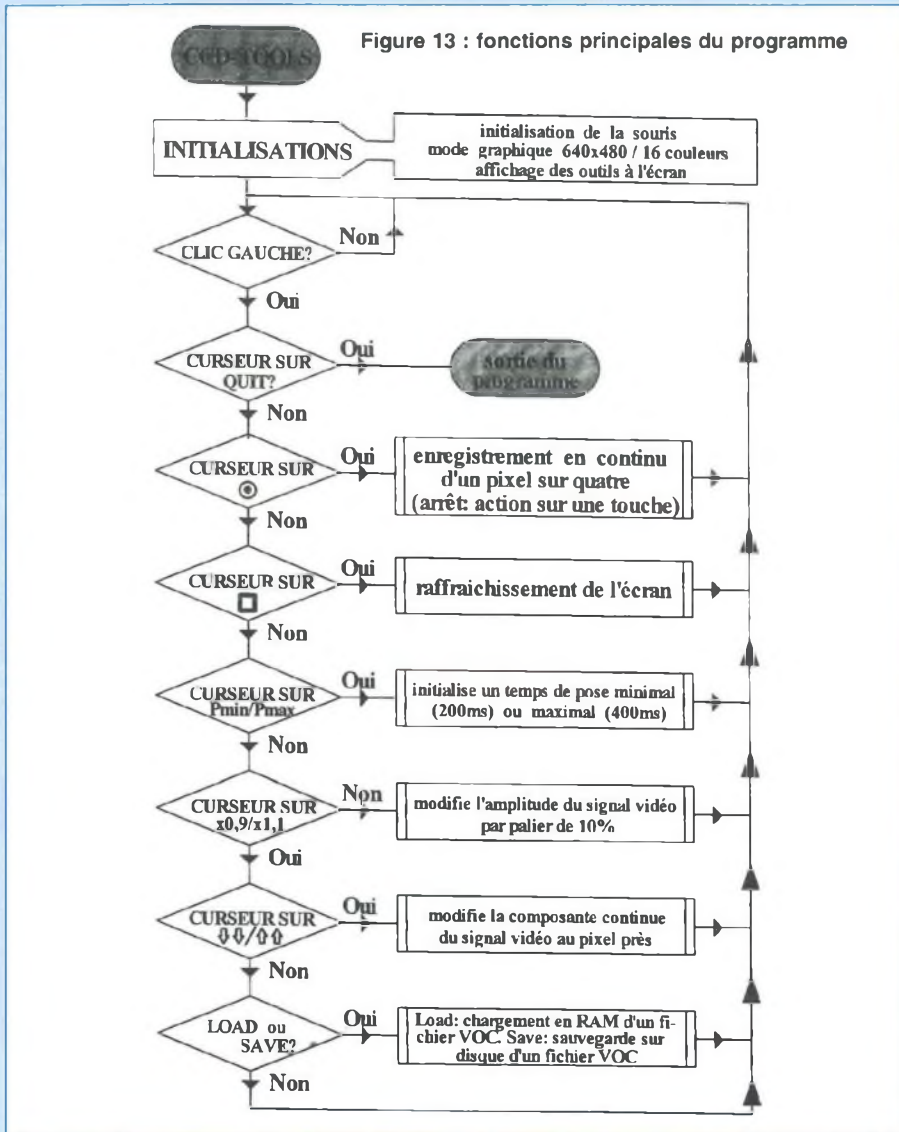 Figure 13 : fonctions principales du programme
CCD-TOOLS
INITIALISATIONS
initialisation de la souris
mode graphique 640x480 / 16 couleurs
affichage des outils à l'écran
CLIC GAUCHE?
Non
Oui
CURSEUR SUR
QUIT?
Oui
sortie du
programme
Non
CURSEUR SUR
Oui
enregistrement en continu
d'un pixel sur quatre
(arrêt: action sur une touche)
Non
CURSEUR SUR
Oui
raffraichissement de l'écran
Non
CURSEUR SUR
Pmin/Pmax
Oui
initialise un temps de pose minimal
(200ms) ou maximal (400ms)
Non
CURSEUR SUR
x0,9/x1,1
Non
modifie l'amplitude du signal vidéo
par palier de 10%
Oui
CURSEUR SUR
⇩⇩/⇧⇧
Oui
modifie la composante continue
du signal vidéo au pixel près
Non
LOAD ou
SAVE?
Oui
Load: chargement en RAM d'un fi-
chier VOC. Save: sauvegarde sur
disque d'un fichier VOC
Non